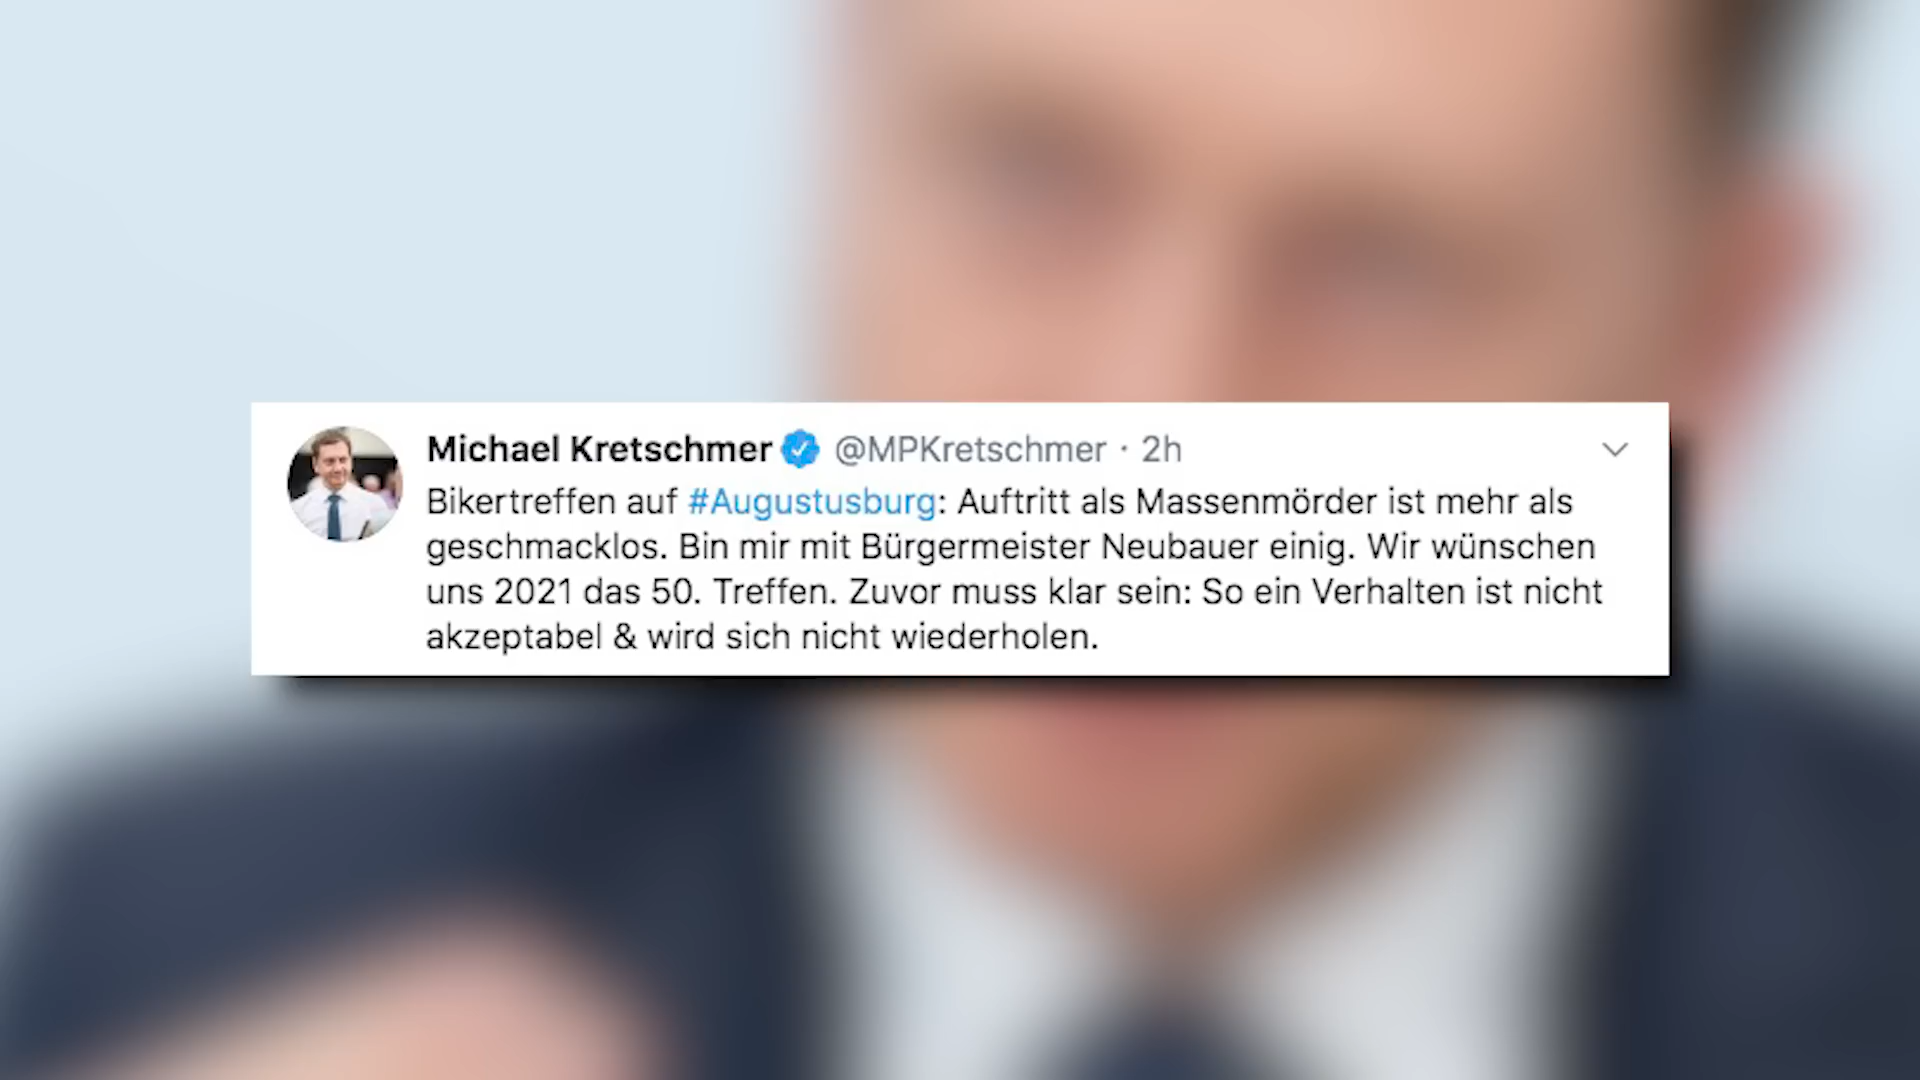 Michael Kretschmer @MPKretschmer · 2h
Bikertreffen auf #Augustusburg: Auftritt als Massenmörder ist mehr als
geschmacklos. Bin mir mit Bürgermeister Neubauer einig. Wir wünschen
uns 2021 das 50. Treffen. Zuvor muss klar sein: So ein Verhalten ist nicht
akzeptabel & wird sich nicht wiederholen.